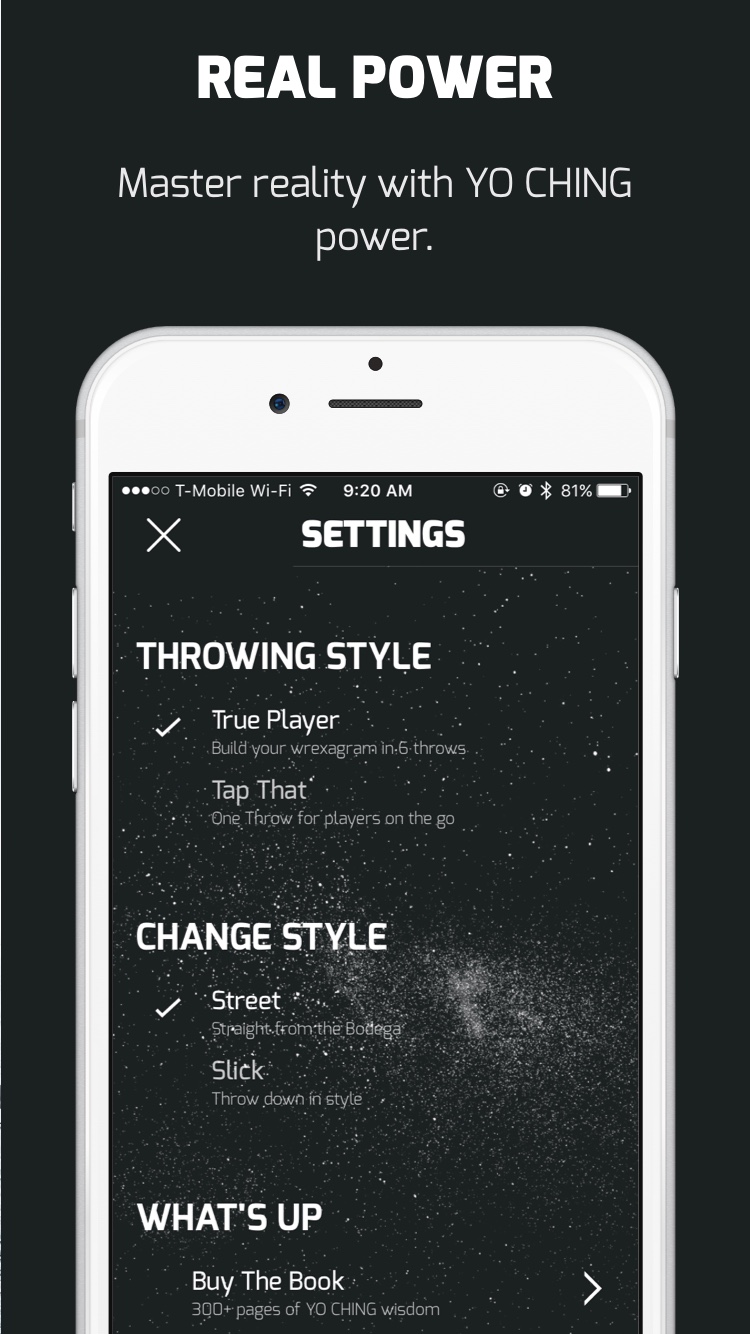 REAL POWER
Master reality with YO CHING
power.
T-Mobile Wi-Fi 9:20 AM 81%
SETTINGS
THROWING STYLE
True Player
Build your wrexagram in 6 throws
Tap That
One Throw for players on the go
CHANGE STYLE
Street
Straight from the Bodega
Slick
Throw down in style
WHAT'S UP
Buy The Book
300+ pages of YO CHING wisdom